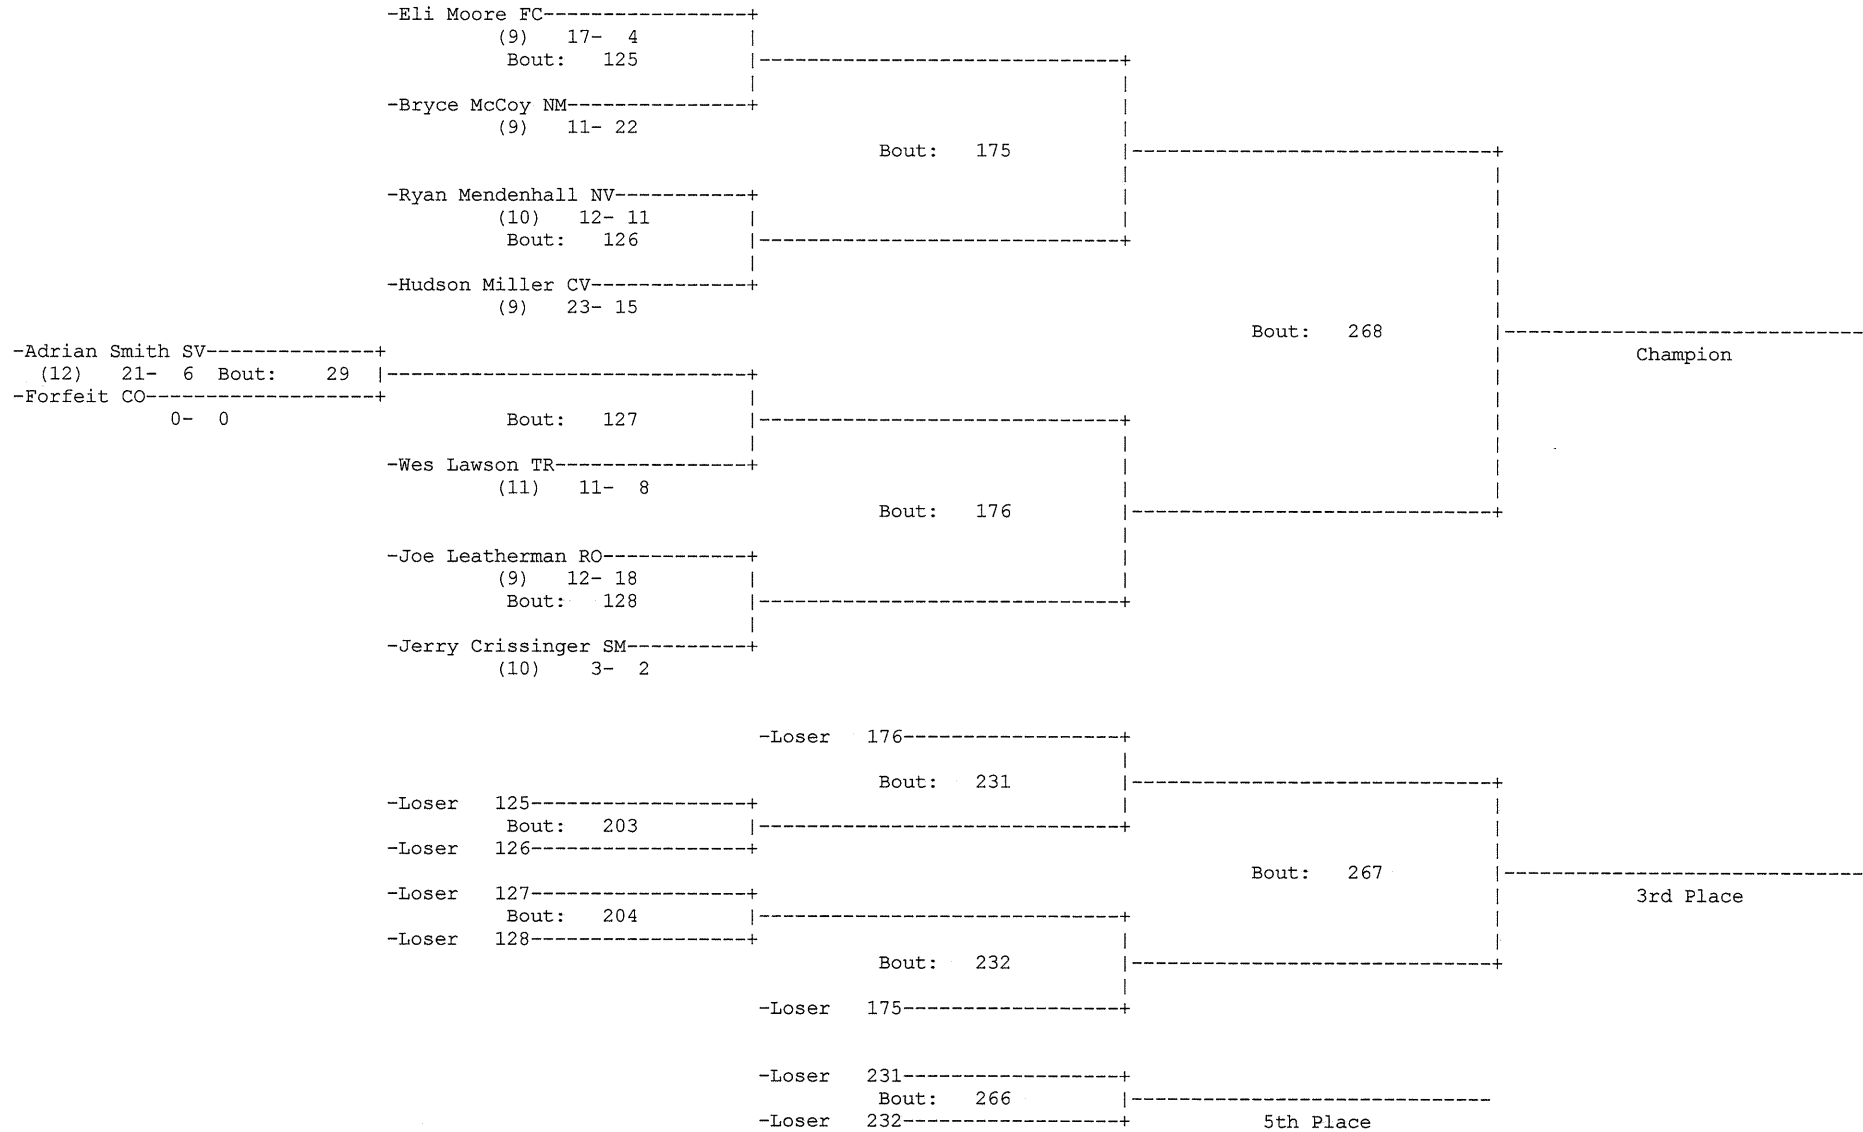 -Eli Moore FC------------------+
(9) 17- 4
Bout: 125
-Bryce McCoy NM----------------+
(9) 11- 22
Bout: 175
-Ryan Mendenhall NV------------+
(10) 12- 11
Bout: 126
-Hudson Miller CV--------------+
(9) 23- 15
Bout: 268
Champion
-Adrian Smith SV---------------+
(12) 21- 6 Bout: 29
-Forfeit CO--------------------+
0- 0
Bout: 127
-Wes Lawson TR-----------------+
(11) 11- 8
Bout: 176
-Joe Leatherman RO-------------+
(9) 12- 18
Bout: 128
-Jerry Crissinger SM-----------+
(10) 3- 2
-Loser 176-------------------+
Bout: 231
-Loser 125-------------------+
Bout: 203
-Loser 126-------------------+
Bout: 267
3rd Place
-Loser 127-------------------+
Bout: 204
-Loser 128-------------------+
Bout: 232
-Loser 175-------------------+
-Loser 231-------------------+
Bout: 266
-Loser 232-------------------+
5th Place